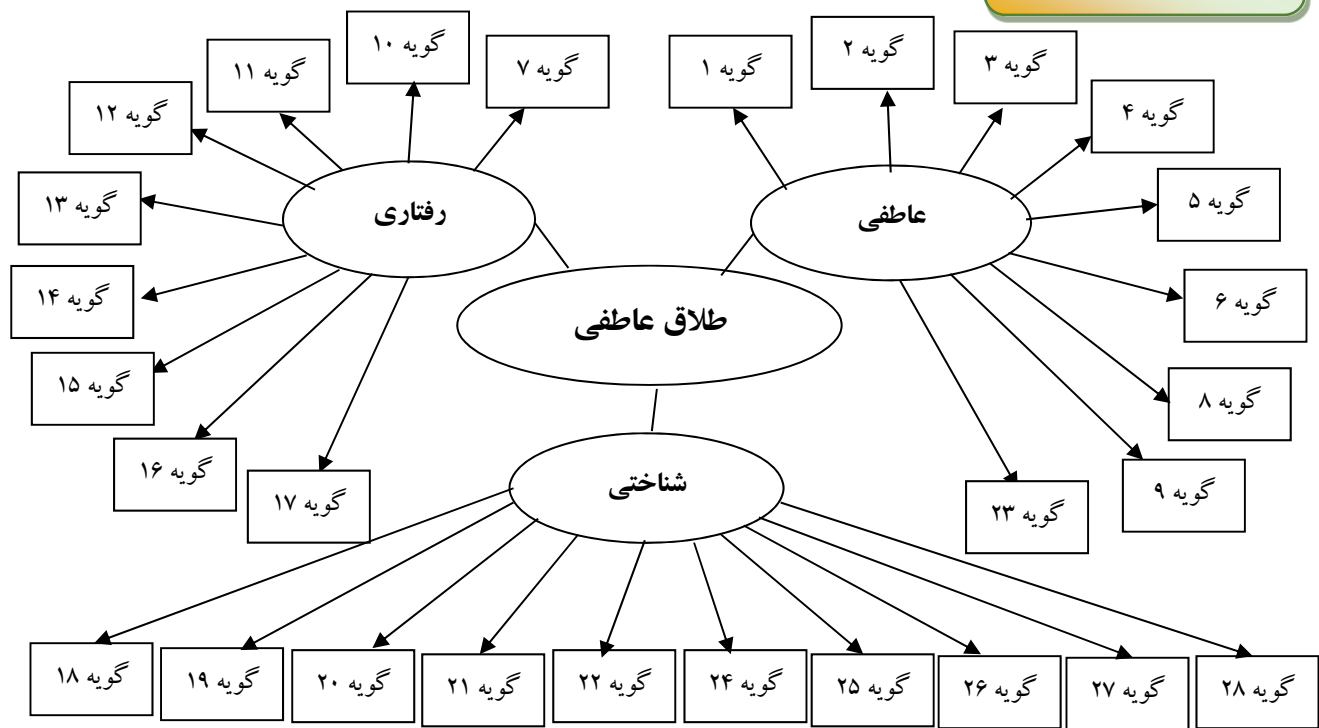 گویه ۱
گویه ۲
گویه ۳
گویه ۴
گویه ۵
گویه ۶
گویه ۸
گویه ۹
گویه ۲۳
عاطفی
گویه ۷
گویه ۱۰
گویه ۱۱
گویه ۱۲
گویه ۱۳
گویه ۱۴
گویه ۱۵
گویه ۱۶
گویه ۱۷
رفتاری
طلاق عاطفی
شناختی
گویه ۱۸
گویه ۱۹
گویه ۲۰
گویه ۲۱
گویه ۲۲
گویه ۲۴
گویه ۲۵
گویه ۲۶
گویه ۲۷
گویه ۲۸